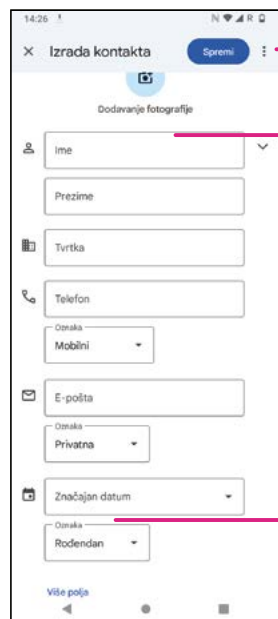 14:26 ! N R
Izrada kontakta Spremi
Dodavanje fotografije
Ime
Prezime
Tvrtka
Telefon
Oznaka
Mobilni
E-pošta
Oznaka
Privatna
Značajan datum
Oznaka
Rođendan
Više polja